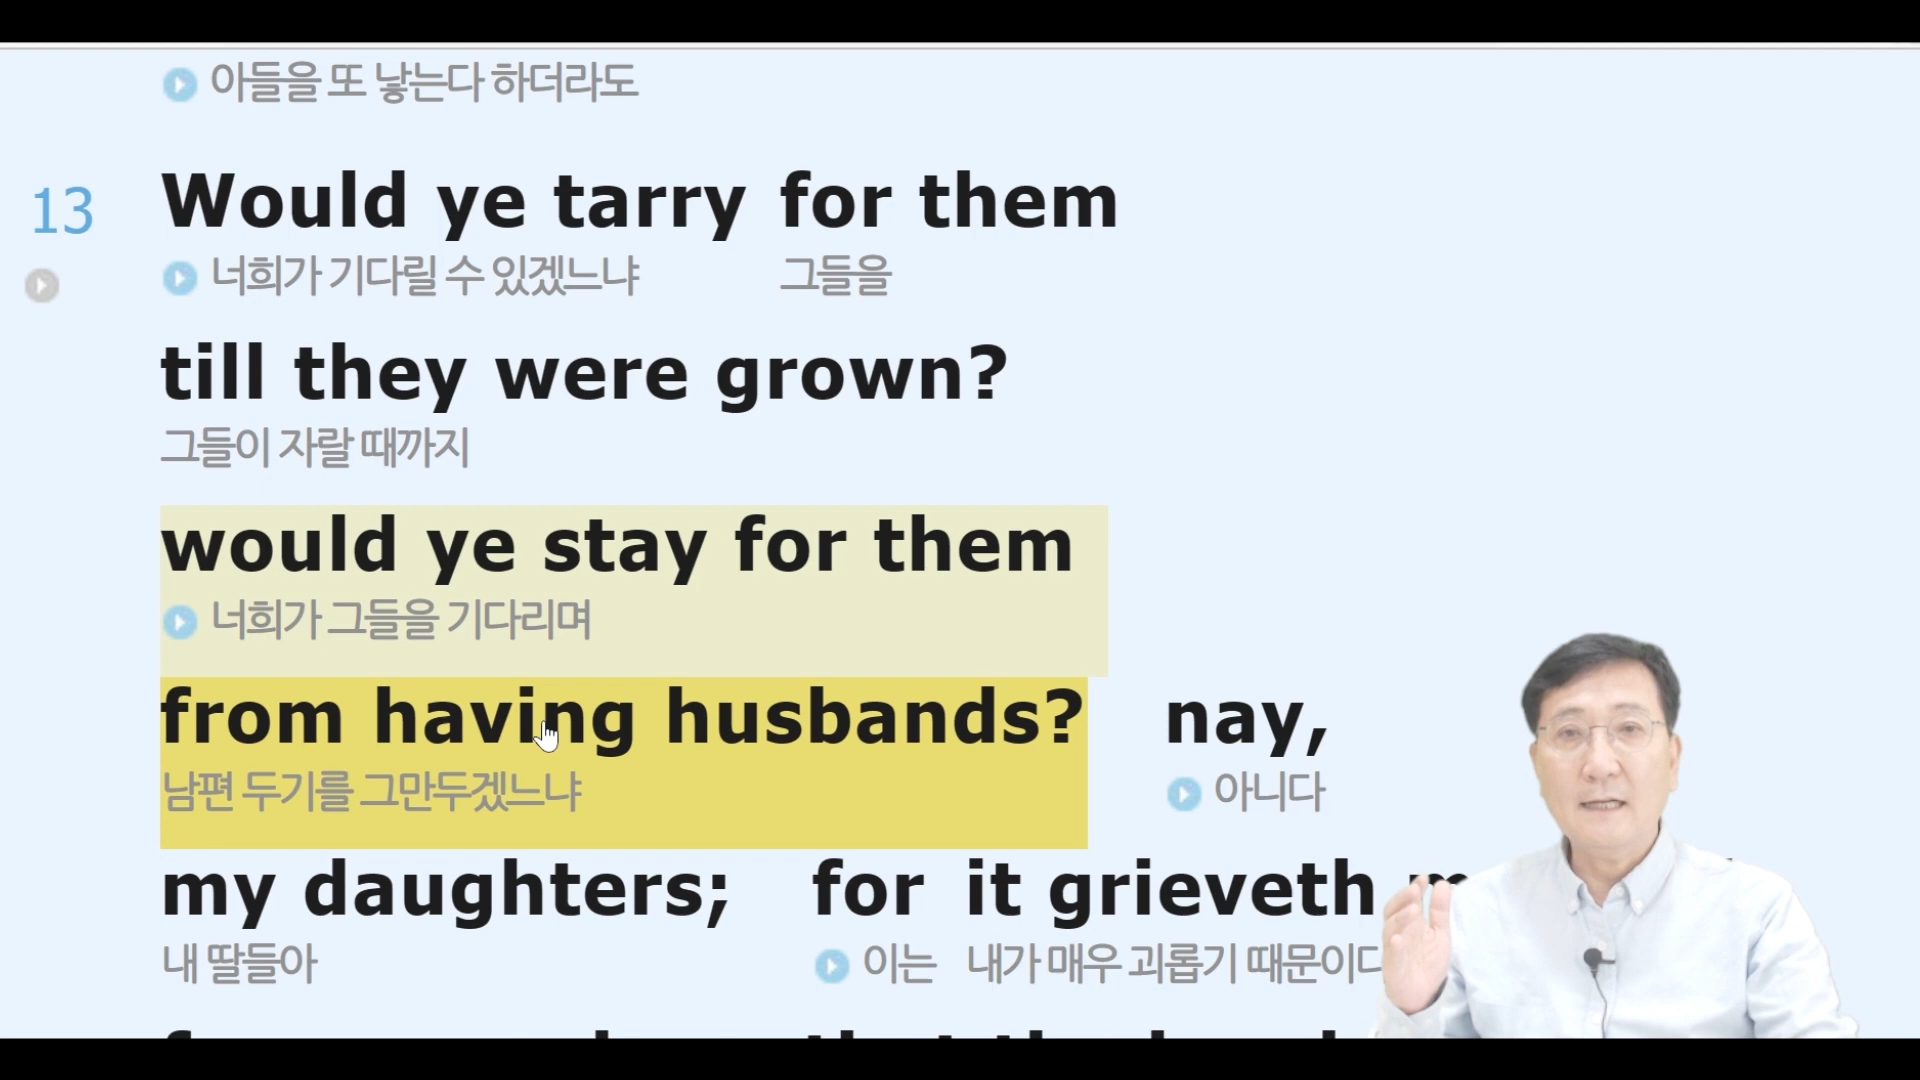 아들을 또 낳는다 하더라도
13 Would ye tarry for them
너희가 기다릴 수 있겠느냐 그들을
till they were grown?
그들이 자랄 때까지
would ye stay for them
너희가 그들을 기다리며
from having husbands? nay,
남편 두기를 그만두겠느냐 아니다
my daughters; for it grieveth
내 딸들아 이는 내가 매우 괴롭기 때문이다